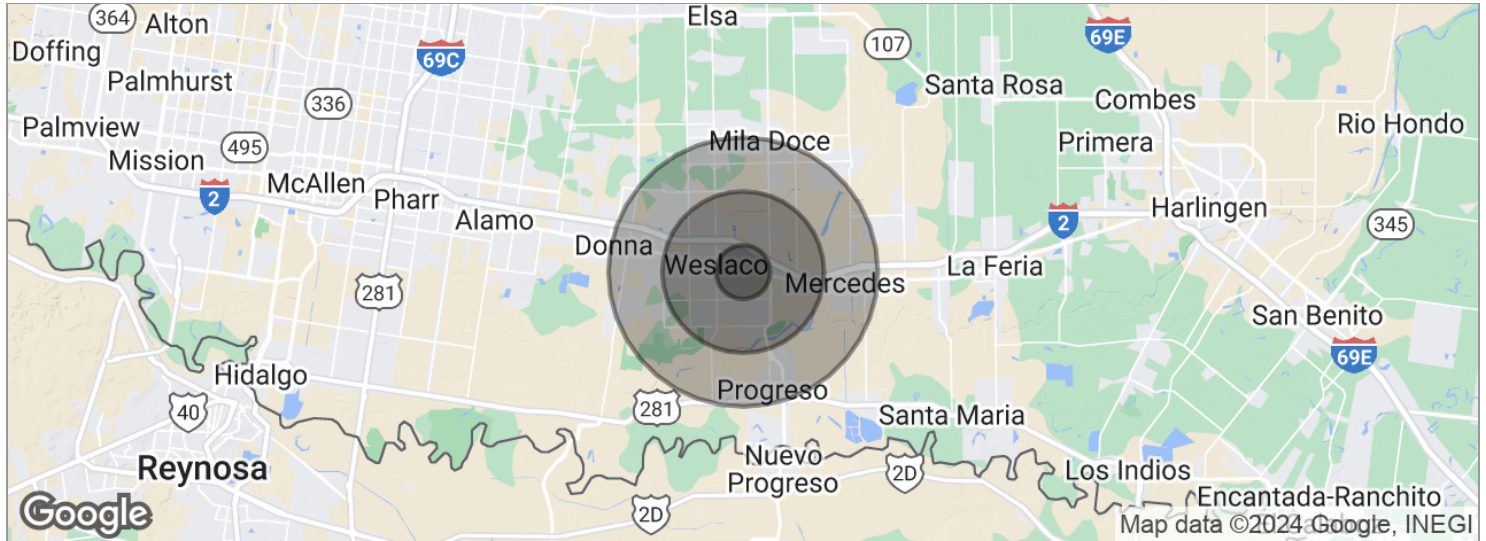 364
Alton
Elsa
69C
107
69E
Doffing
Palmhurst
336
Santa Rosa
Combes
Palmview
495
Mission
Mila Doce
Primera
Rio Hondo
2
McAllen
Pharr
Alamo
2
Harlingen
345
Donna
Weslaco
Mercedes
La Feria
281
San Benito
69E
Hidalgo
40
281
Progreso
Santa Maria
Reynosa
Nuevo
Progreso
2D
Los Indios
2D
Encantada-Ranchito
Google
Map data ©2024 Google, INEGI